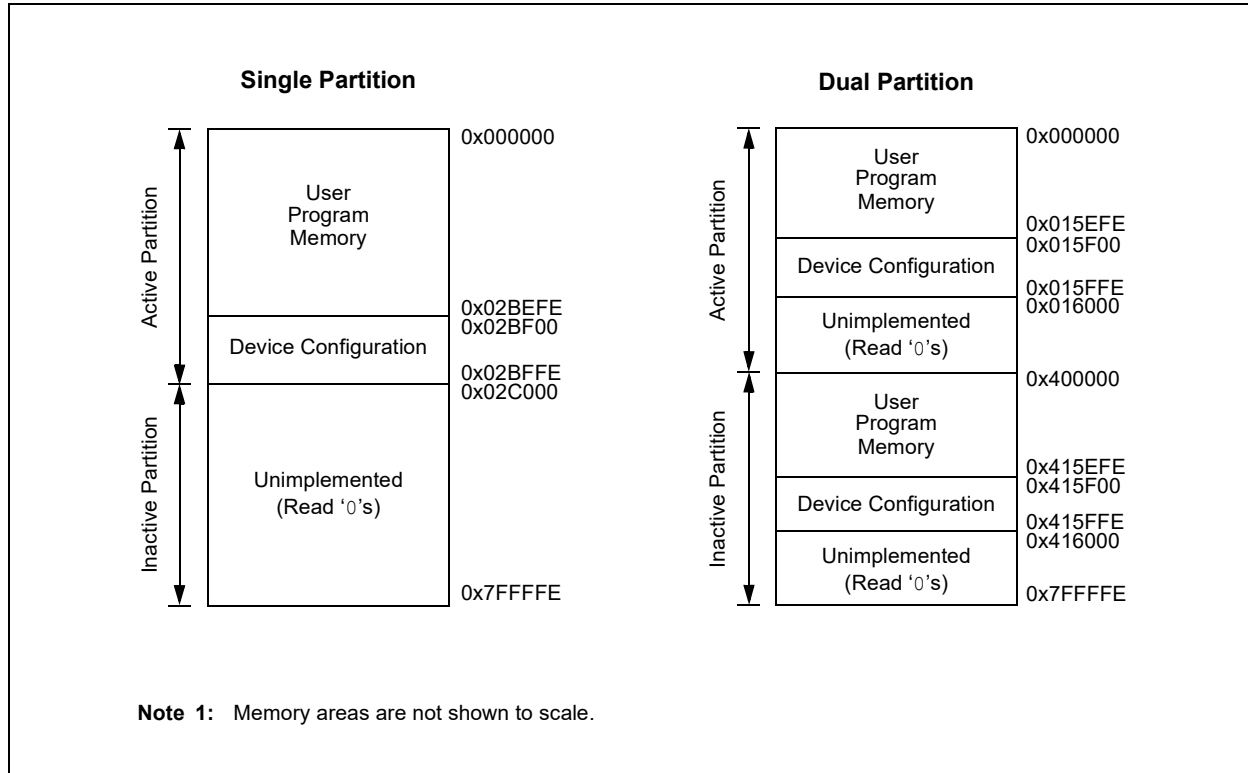 Single Partition
Active Partition
Inactive Partition
0x000000
User
Program
Memory
0x02BEFE
0x02BF00
Device Configuration
0x02BFFE
0x02C000
Unimplemented
(Read ‘0’s)
0x7FFFFE
Dual Partition
Active Partition
Inactive Partition
0x000000
User
Program
Memory
0x015EFE
0x015F00
Device Configuration
0x015FFE
0x016000
Unimplemented
(Read ‘0’s)
0x400000
User
Program
Memory
0x415EFE
0x415F00
Device Configuration
0x415FFE
0x416000
Unimplemented
(Read ‘0’s)
0x7FFFFE
Note 1: Memory areas are not shown to scale.